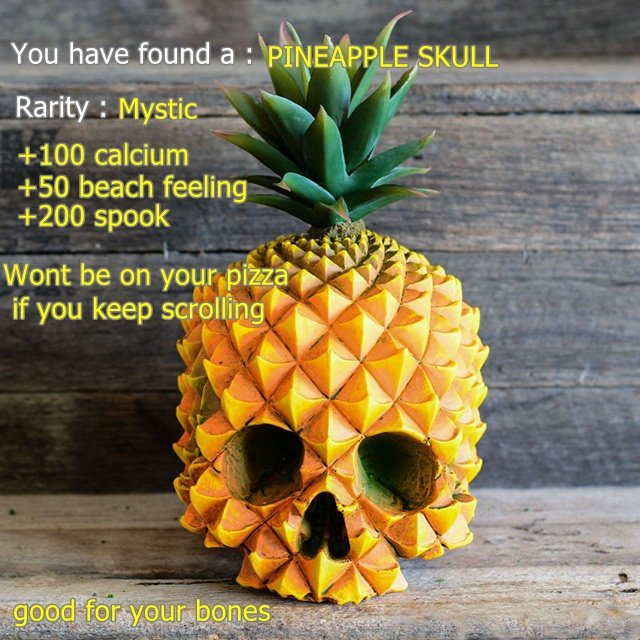 You have found a : PINEAPPLE SKULL
Rarity : Mystic
+100 calcium
+50 beach feeling
+200 spook
Wont be on your pizza
if you keep scrolling
good for your bones